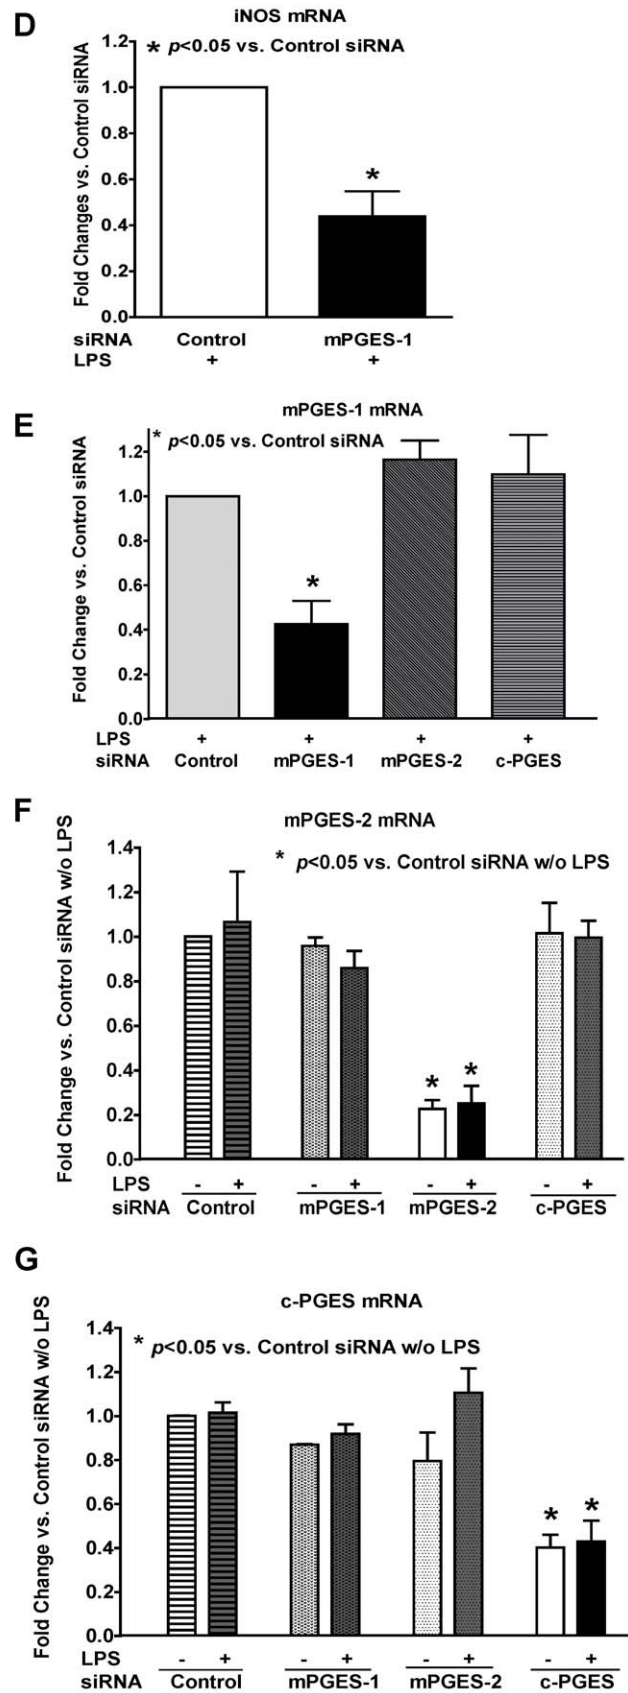 D
iNOS mRNA
* p<0.05 vs. Control siRNA
Fold Changes vs. Control siRNA
1.2
1.0
0.8
0.6
0.4
0.2
0.0
*
siRNA Control mPGES-1
LPS + +
E
mPGES-1 mRNA
* p<0.05 vs. Control siRNA
Fold Change vs. Control siRNA
1.2
1.0
0.8
0.6
0.4
0.2
0.0
*
LPS + + + +
siRNA Control mPGES-1 mPGES-2 c-PGES
F
mPGES-2 mRNA
* p<0.05 vs. Control siRNA w/o LPS
Fold Change vs. Control siRNA w/o LPS
1.4
1.2
1.0
0.8
0.6
0.4
0.2
0.0
* *
LPS - + - + - + - +
siRNA Control mPGES-1 mPGES-2 c-PGES
G
c-PGES mRNA
* p<0.05 vs. Control siRNA w/o LPS
Fold Change vs. Control siRNA w/o LPS
1.4
1.2
1.0
0.8
0.6
0.4
0.2
0.0
* *
LPS - + - + - + - +
siRNA Control mPGES-1 mPGES-2 c-PGES